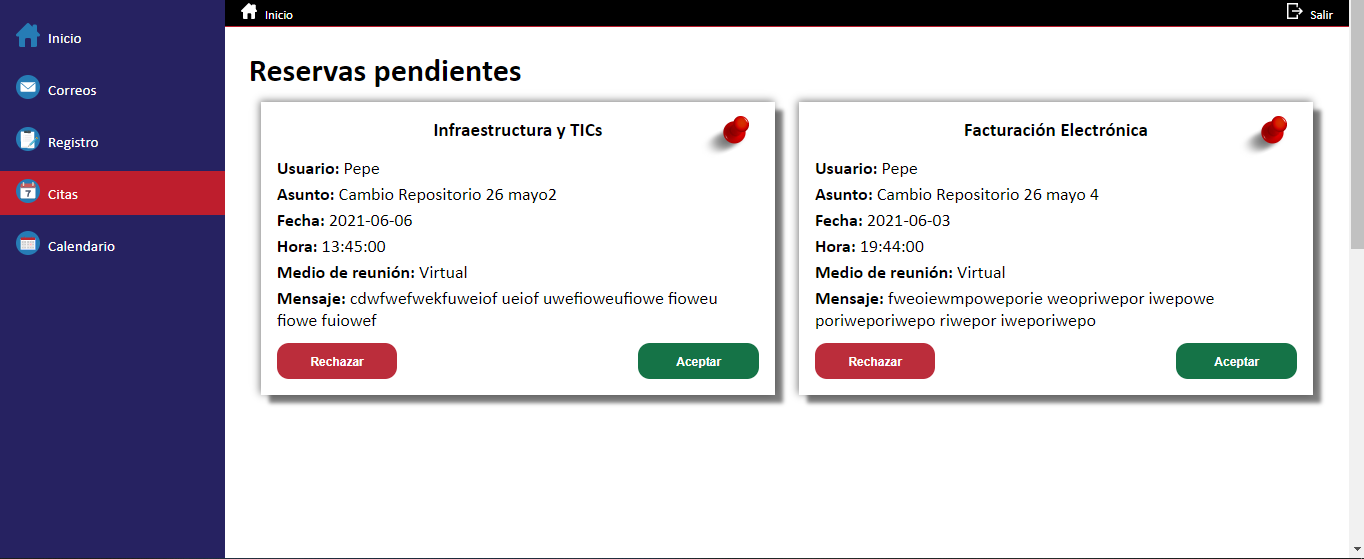 Inicio
Salir
Inicio
Correos
Registro
7
Citas
Calendario
Reservas pendientes
Infraestructura y TICs
Usuario: Pepe
Asunto: Cambio Repositorio 26 mayo2
Fecha: 2021-06-06
Hora: 13:45:00
Medio de reunión: Virtual
Mensaje: cdwfwefwekfuweiof ueiof uwefioweufiowe fioweu
fiowe fuiowef
Rechazar
Aceptar
Facturación Electrónica
Usuario: Pepe
Asunto: Cambio Repositorio 26 mayo 4
Fecha: 2021-06-03
Hora: 19:44:00
Medio de reunión: Virtual
Mensaje: fweoiewmpoweporie weopriwepor iwepowe
poriweporiwepo riwepor iweporiwepo
Rechazar
Aceptar